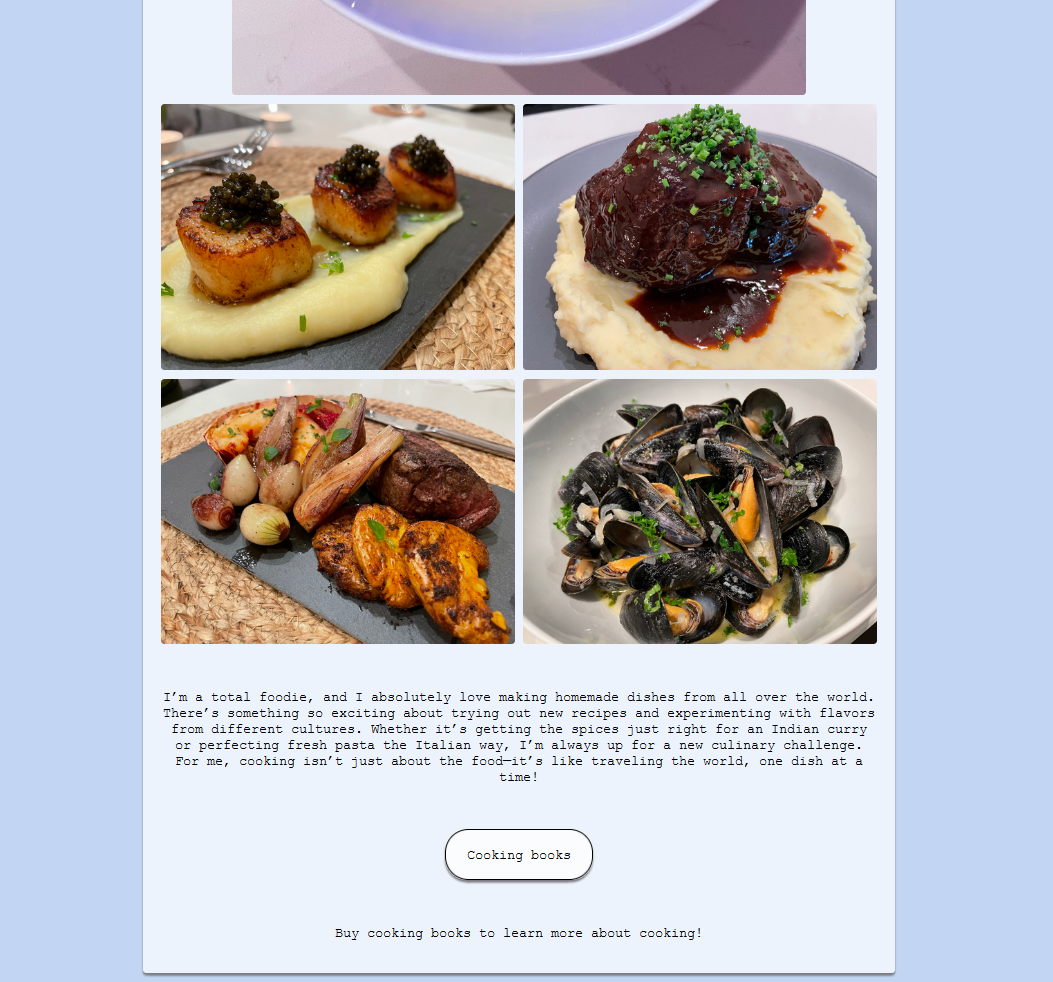 I’m a total foodie, and I absolutely love making homemade dishes from all over the world.
There’s something so exciting about trying out new recipes and experimenting with flavors
from different cultures. Whether it’s getting the spices just right for an Indian curry
or perfecting fresh pasta the Italian way, I’m always up for a new culinary challenge.
For me, cooking isn’t just about the food—it’s like traveling the world, one dish at a
time!
Cooking books
Buy cooking books to learn more about cooking!